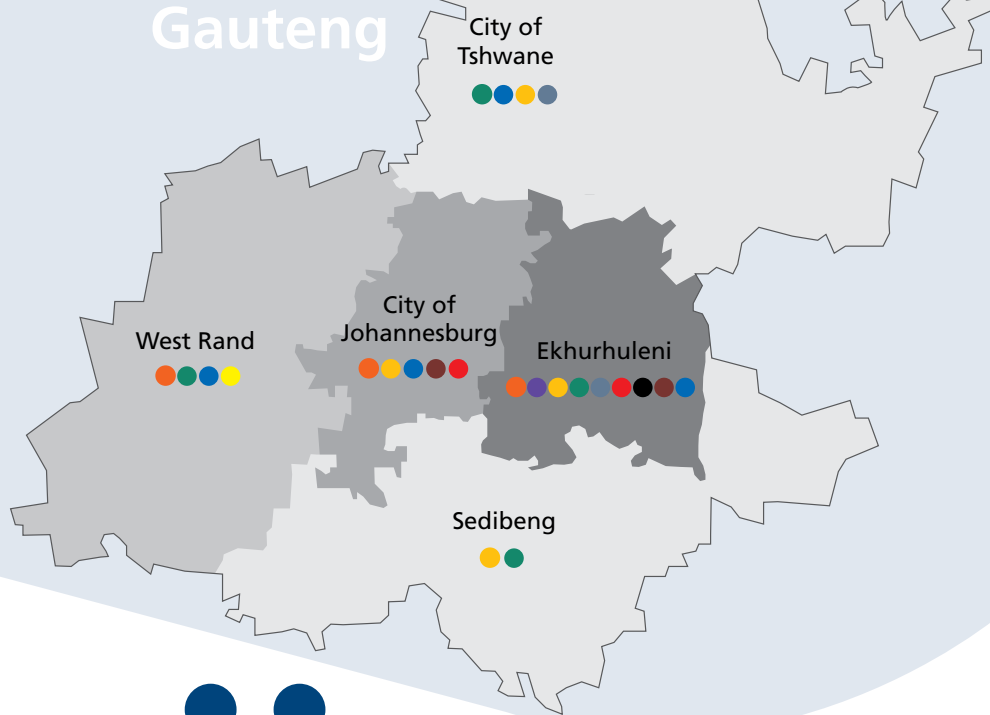 Gauteng
City of
Tshwane
City of
Johannesburg
West Rand
Ekhurhuleni
Sedibeng